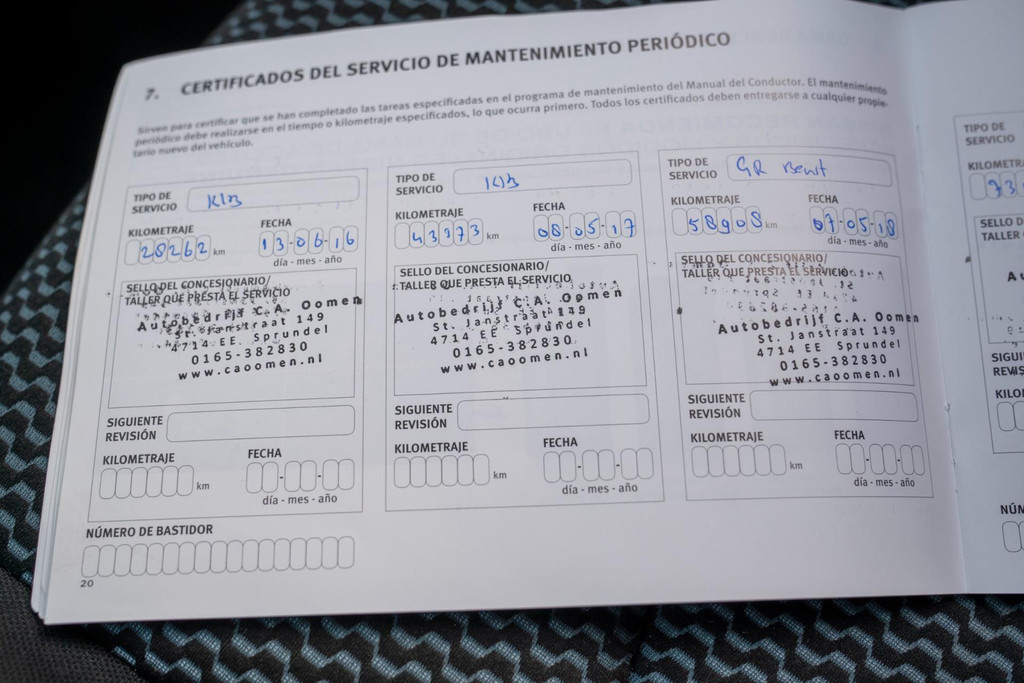 7. CERTIFICADOS DEL SERVICIO DE MANTENIMIENTO PERIÓDICO
Sirven para certificar que se han completado las tareas especificadas en el programa de mantenimiento del Manual del Conductor. El mantenimiento
periódico debe realizarse en el tiempo o kilometraje especificados, lo que ocurra primero. Todos los certificados deben entregarse a cualquier propie-
tario nuevo del vehículo.
TIPO DE
SERVICIO
KILOMETRAJE
28262 km
FECHA
13-06-16
día - mes - año
SELLO DEL CONCESIONARIO/
TALLER QUE PRESTA EL SERVICIO
Autobedrijf C.A. Oomen
St. Janstraat 149
4714 EE Sprundel
0165-382830
www.caoomen.nl
SIGUIENTE
REVISIÓN
KILOMETRAJE
km
FECHA
día - mes - año
NÚMERO DE BASTIDOR
20
TIPO DE
SERVICIO
KILOMETRAJE
43973 km
FECHA
08-05-17
día - mes - año
SELLO DEL CONCESIONARIO/
TALLER QUE PRESTA EL SERVICIO
Autobedrijf C.A. Oomen
St. Janstraat 149
4714 EE Sprundel
0165-382830
www.caoomen.nl
SIGUIENTE
REVISIÓN
KILOMETRAJE
km
FECHA
día - mes - año
TIPO DE
SERVICIO
GR
KILOMETRAJE
58908 km
FECHA
07-05-18
día - mes - año
SELLO DEL CONCESIONARIO/
TALLER QUE PRESTA EL SERVICIO
Autobedrijf C.A. Oomen
St. Janstraat 149
4714 EE Sprundel
0165-382830
www.caoomen.nl
SIGUIENTE
REVISIÓN
KILOMETRAJE
km
FECHA
día - mes - año
TIPO DE
SERVICIO
SELLO D
TALLER